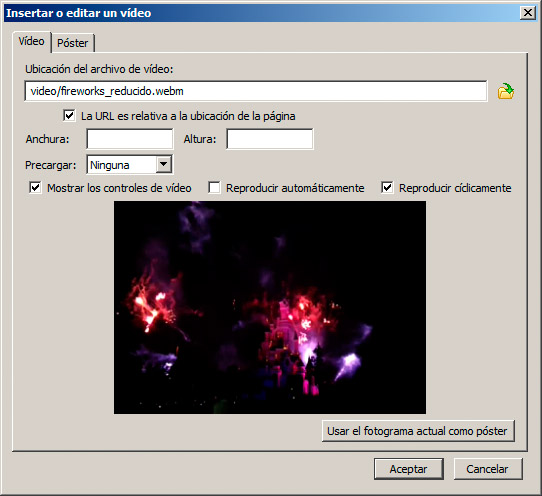 Insertar o editar un vídeo
Vídeo
Póster
Ubicación del archivo de vídeo:
video/fireworks_reducido.webm
La URL es relativa a la ubicación de la página
Anchura:
Altura:
Precargar: Ninguna
Mostrar los controles de vídeo
Reproducir automáticamente
Reproducir cíclicamente
Usar el fotograma actual como póster
Aceptar
Cancelar